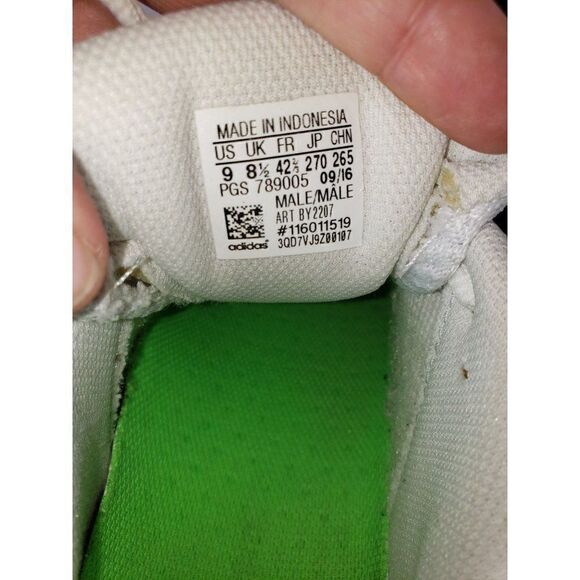 MADE IN INDONESIA
US UK FR JP CHN
9 8½ 42⅔ 270 265
PGS 789005 09/16
MALE/MÂLE
ART BY2207
#116011519
adidas 3QD7VJ9Z00107